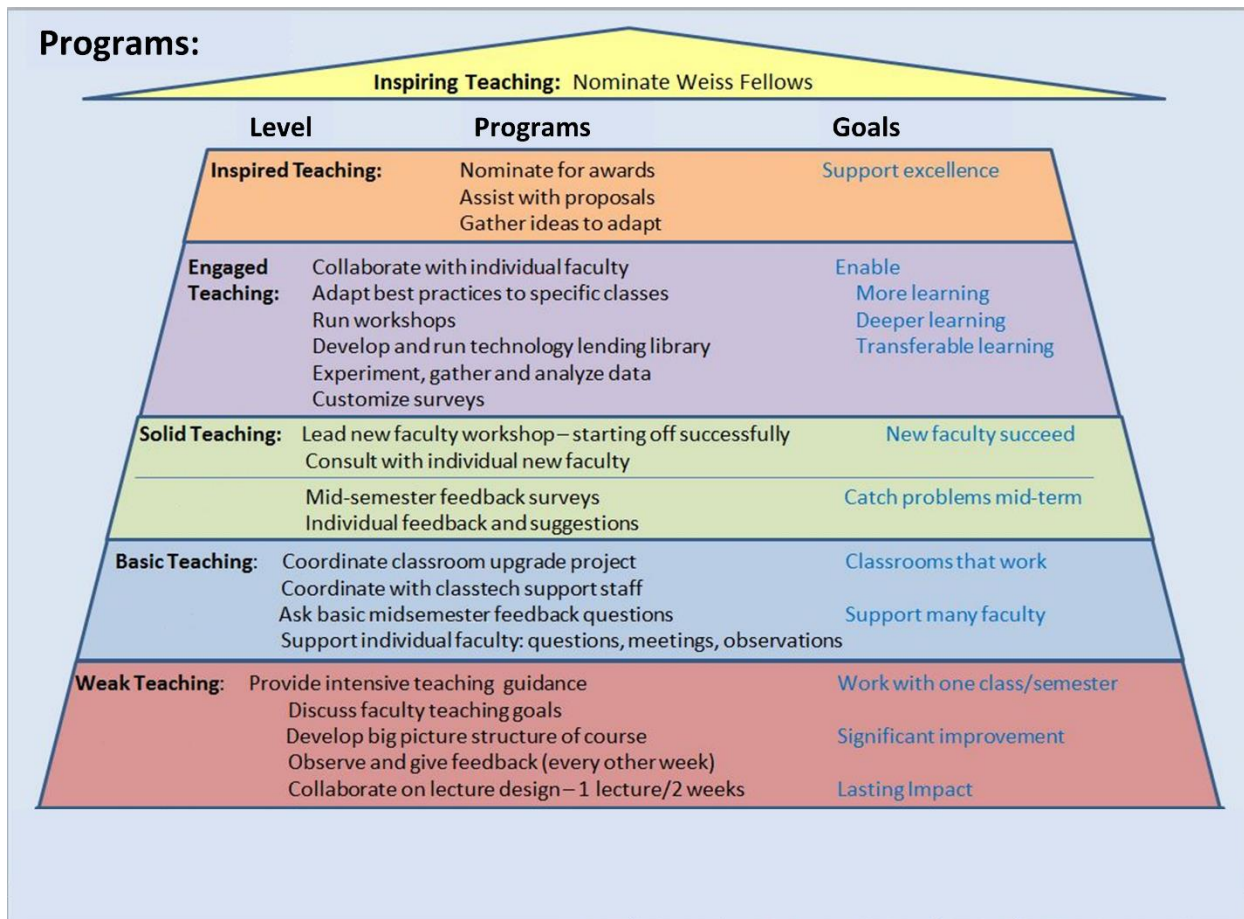 Programs:
Inspiring Teaching: Nominate Weiss Fellows
Level Programs Goals
Inspired Teaching: Nominate for awards Support excellence
Assist with proposals
Gather ideas to adapt
Engaged Collaborate with individual faculty Enable
Teaching: Adapt best practices to specific classes More learning
Run workshops Deeper learning
Develop and run technology lending library Transferable learning
Experiment, gather and analyze data
Customize surveys
Solid Teaching: Lead new faculty workshop – starting off successfully New faculty succeed
Consult with individual new faculty
Mid-semester feedback surveys Catch problems mid-term
Individual feedback and suggestions
Basic Teaching: Coordinate classroom upgrade project Classrooms that work
Coordinate with classtech support staff
Ask basic midsemester feedback questions Support many faculty
Support individual faculty: questions, meetings, observations
Weak Teaching: Provide intensive teaching guidance Work with one class/semester
Discuss faculty teaching goals
Develop big picture structure of course Significant improvement
Observe and give feedback (every other week)
Collaborate on lecture design – 1 lecture/2 weeks Lasting Impact